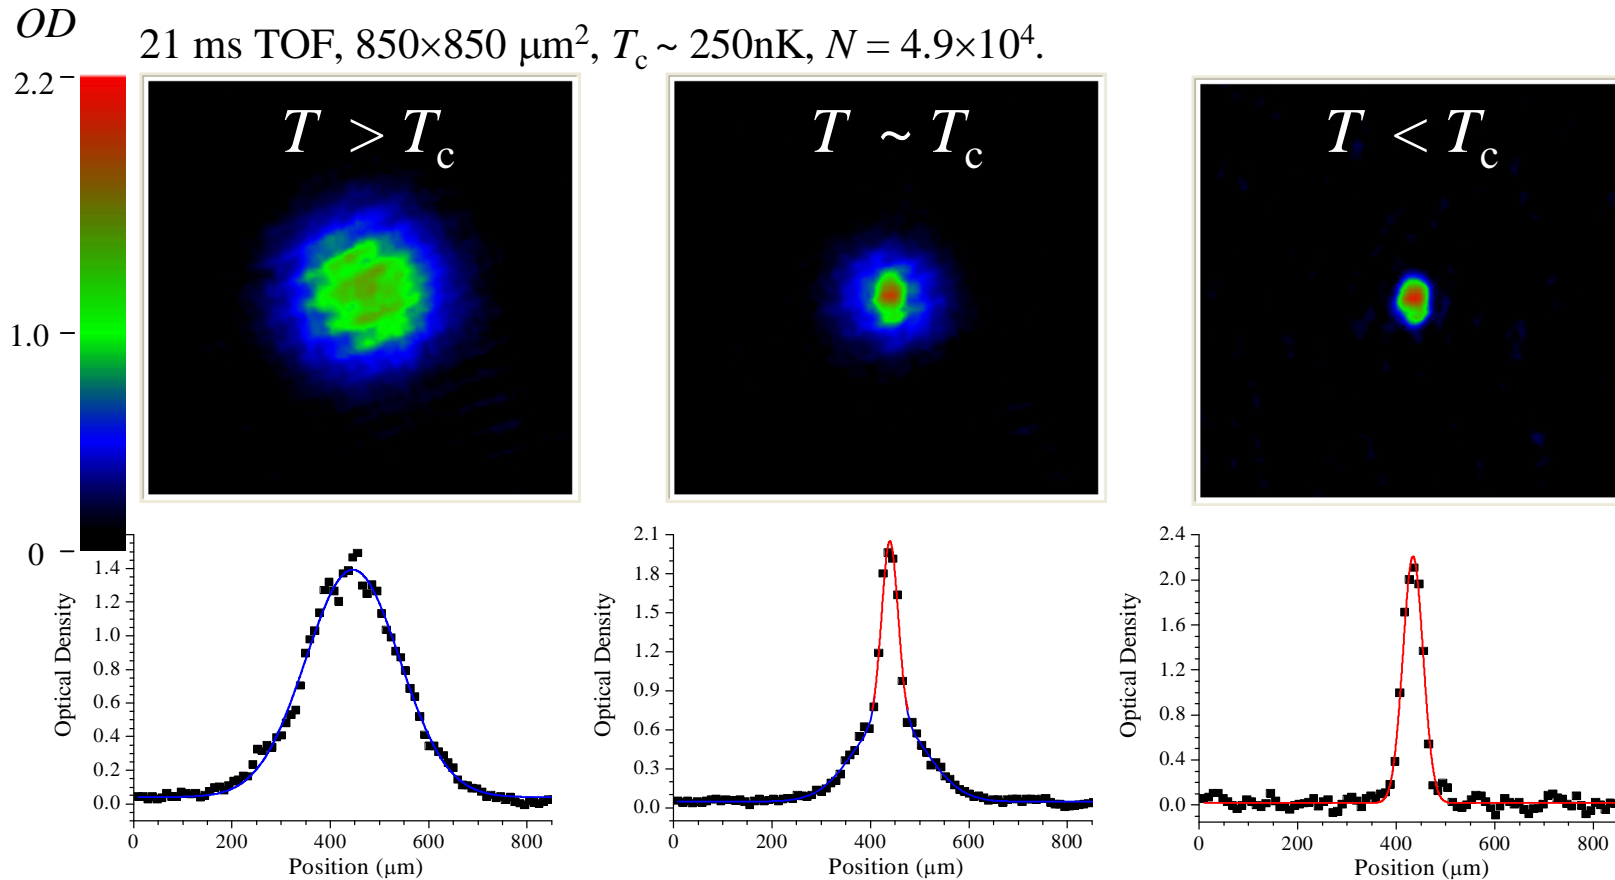 OD
21 ms TOF, 850×850 μm², Tc ~ 250nK, N = 4.9×10⁴.
2.2
1.0
0
T > Tc
T ~ Tc
T < Tc
Optical Density
1.4
1.2
1.0
0.8
0.6
0.4
0.2
0.0
0 200 400 600 800
Position (μm)
Optical Density
2.1
1.8
1.5
1.2
0.9
0.6
0.3
0.0
0 200 400 600 800
Position (μm)
Optical Density
2.4
2.0
1.6
1.2
0.8
0.4
0.0
0 200 400 600 800
Position (μm)